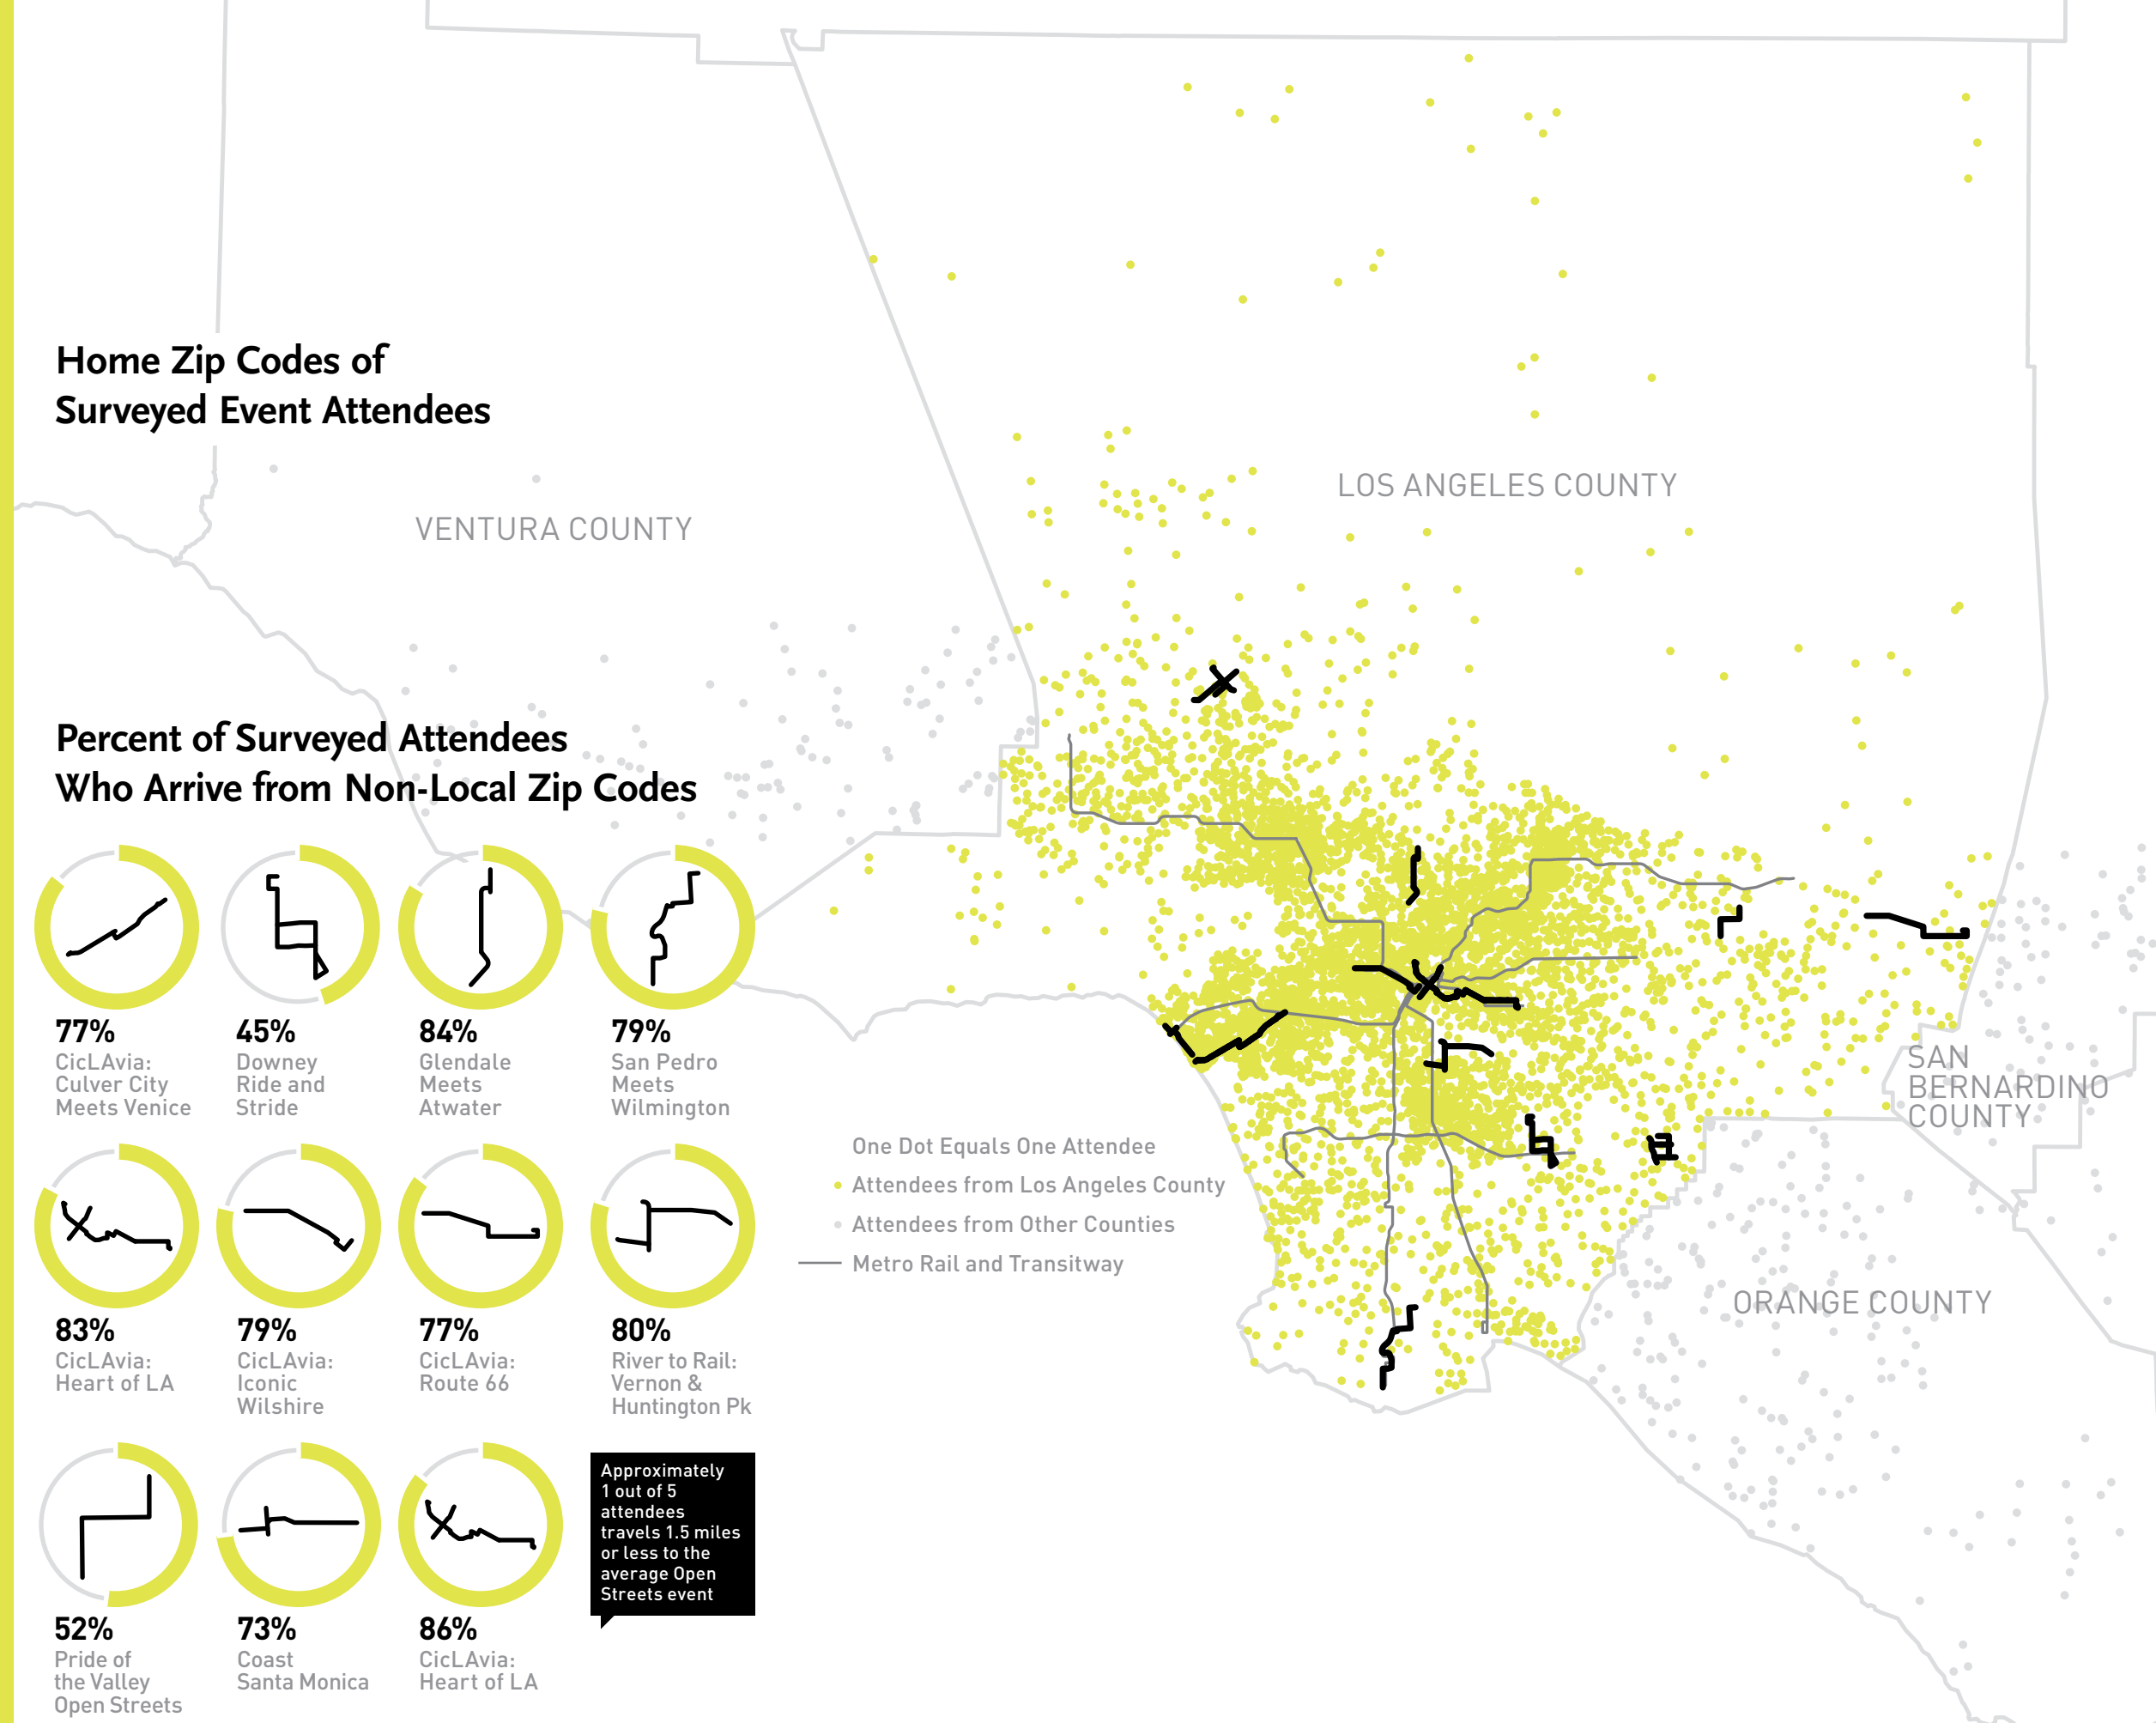 Home Zip Codes of
Surveyed Event Attendees
LOS ANGELES COUNTY
VENTURA COUNTY
Percent of Surveyed Attendees
Who Arrive from Non-Local Zip Codes
77%
CicLAvia:
Culver City
Meets Venice
45%
Downey
Ride and
Stride
84%
Glendale
Meets
Atwater
79%
San Pedro
Meets
Wilmington
83%
CicLAvia:
Heart of LA
79%
CicLAvia:
Iconic
Wilshire
77%
CicLAvia:
Route 66
80%
River to Rail:
Vernon &
Huntington Pk
52%
Pride of
the Valley
Open Streets
73%
Coast
Santa Monica
86%
CicLAvia:
Heart of LA
Approximately
1 out of 5
attendees
travels 1.5 miles
or less to the
average Open
Streets event
One Dot Equals One Attendee
Attendees from Los Angeles County
Attendees from Other Counties
Metro Rail and Transitway
SAN
BERNARDINO
COUNTY
ORANGE COUNTY